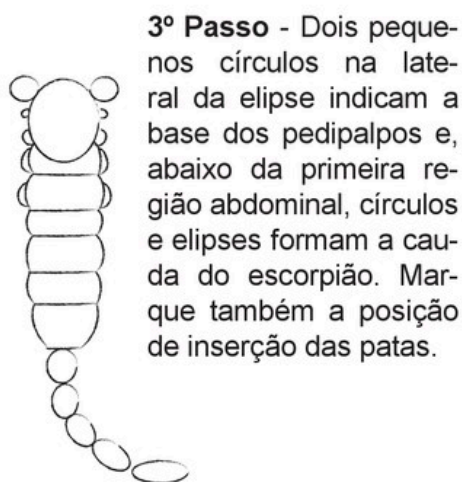 3º Passo - Dois peque-
nos círculos na late-
ral da elipse indicam a
base dos pedipalpos e,
abaixo da primeira re-
gião abdominal, círculos
e elipses formam a cau-
da do escorpião. Mar-
que também a posição
de inserção das patas.